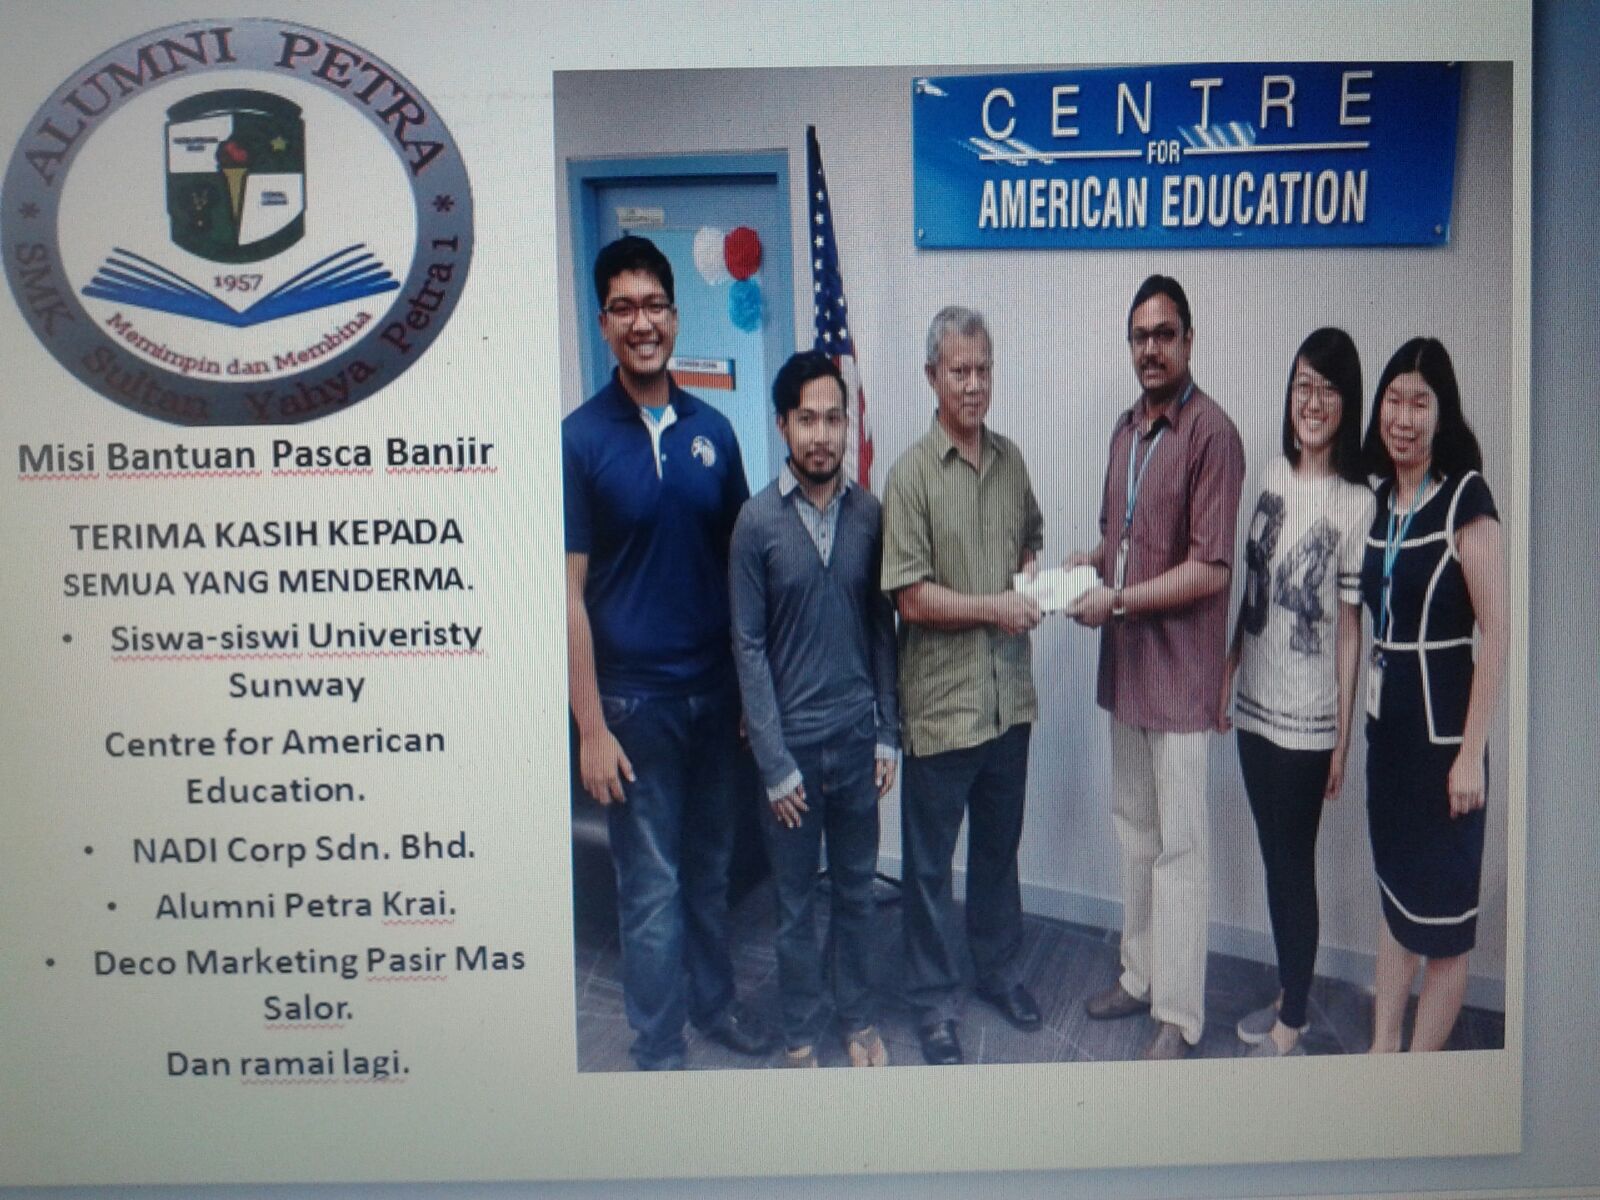 ALUMNI PETRA
1957
Memimpin dan Membina
* SMK Sultan Yahya Petra 1 *
Misi Bantuan Pasca Banjir
TERIMA KASIH KEPADA
SEMUA YANG MENDERMA.
• Siswa-siswi Univeristy
Sunway
Centre for American
Education.
• NADI Corp Sdn. Bhd.
• Alumni Petra Krai.
• Deco Marketing Pasir Mas
Salor.
Dan ramai lagi.
CENTRE
FOR
AMERICAN EDUCATION